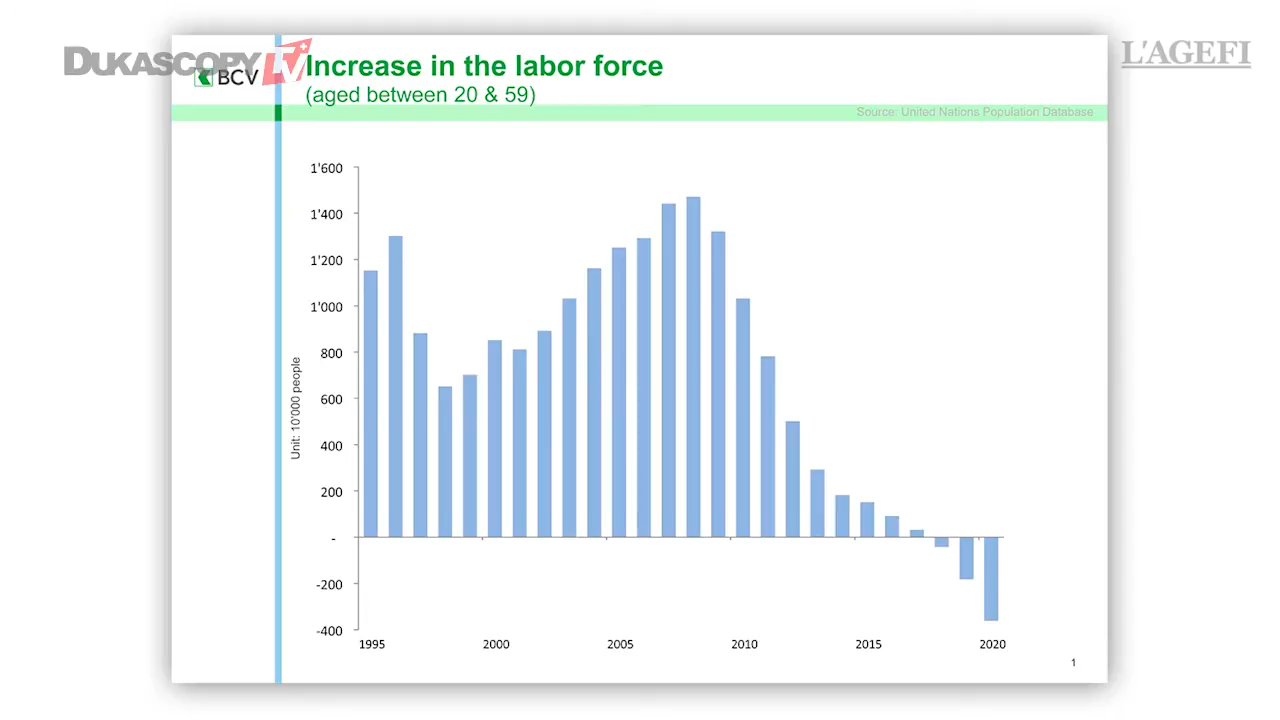 DUKASCOPY TV
L'AGEFI
BCV
Increase in the labor force
(aged between 20 & 59)
Source: United Nations Population Database
Unit: 10'000 people
1'600
1'400
1'200
1'000
800
600
400
200
-
-200
-400
1995 2000 2005 2010 2015 2020
1